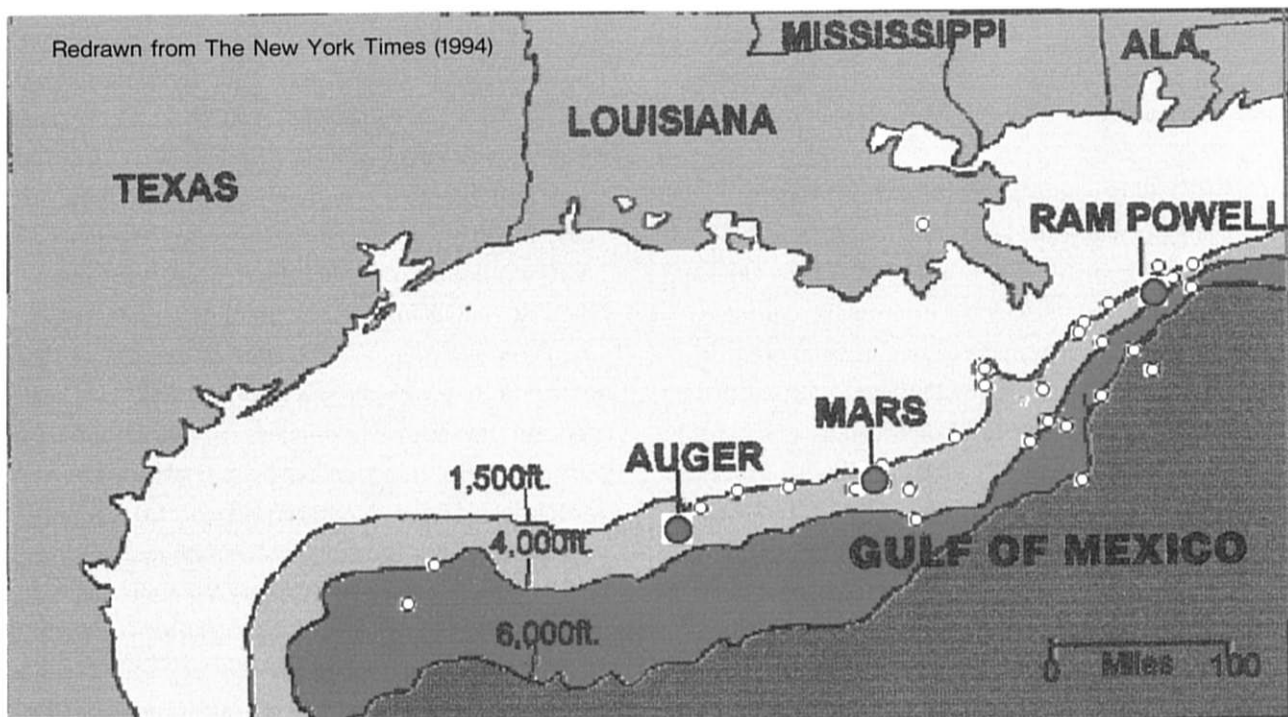 Redrawn from The New York Times (1994)
MISSISSIPPI
ALA.
LOUISIANA
TEXAS
RAM POWELL
MARS
AUGER
1,500ft.
4,000ft.
GULF OF MEXICO
6,000ft.
0 Miles 100